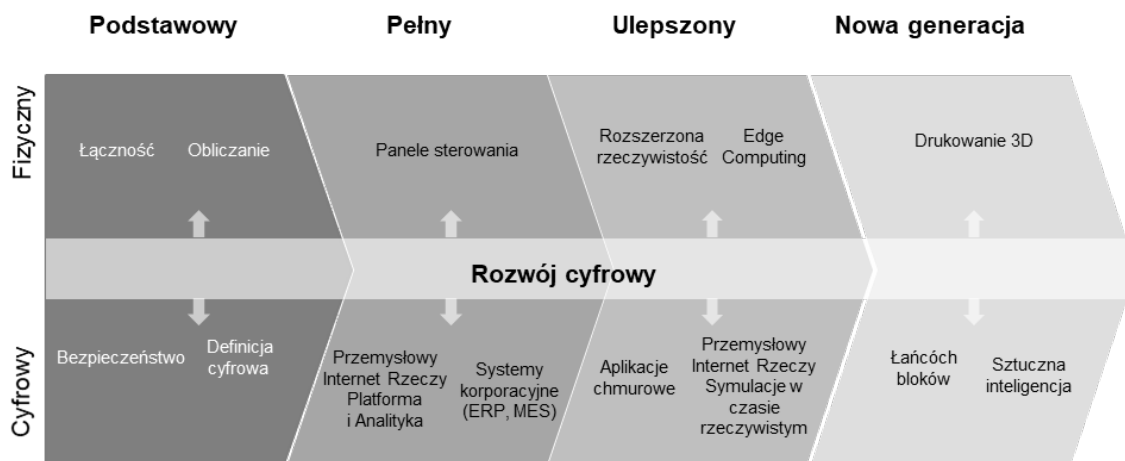 Podstawowy
Pełny
Ulepszony
Nowa generacja
Fizyczny
Łączność
Obliczanie
Panele sterowania
Rozszerzona
rzeczywistość
Edge
Computing
Drukowanie 3D
Rozwój cyfrowy
Cyfrowy
Bezpieczeństwo
Definicja
cyfrowa
Przemysłowy
Internet Rzeczy
Platforma
i Analityka
Systemy
korporacyjne
(ERP, MES)
Aplikacje
chmurowe
Przemysłowy
Internet Rzeczy
Symulacje w
czasie
rzeczywistym
Łańcóch
bloków
Sztuczna
inteligencja